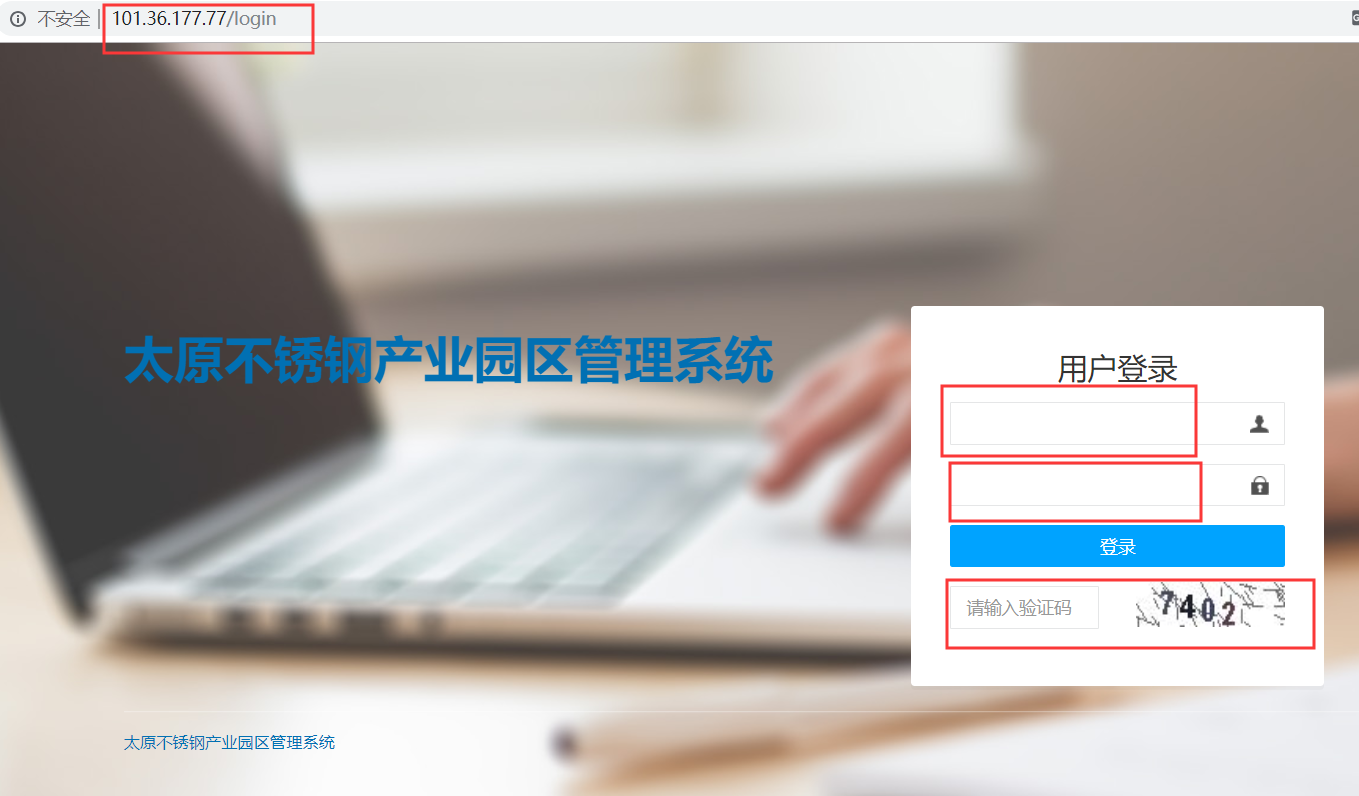 不安全 | 101.36.177.77/login
太原不锈钢产业园区管理系统
用户登录
登录
请输入验证码 7402
太原不锈钢产业园区管理系统